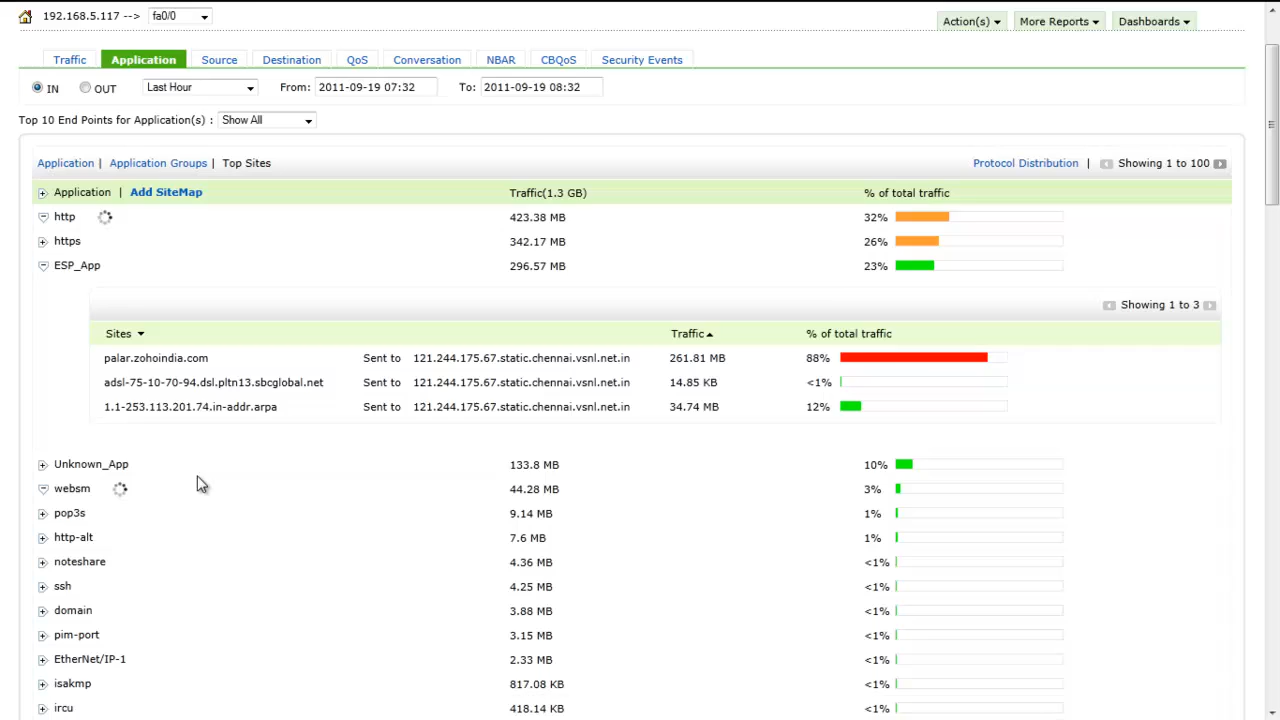 192.168.5.117 --> fa0/0
Action(s) More Reports Dashboards
Traffic Application Source Destination QoS Conversation NBAR CBQoS Security Events
IN OUT Last Hour From: 2011-09-19 07:32 To: 2011-09-19 08:32
Top 10 End Points for Application(s) : Show All
Application | Application Groups | Top Sites Protocol Distribution | Showing 1 to 100
Application | Add SiteMap Traffic(1.3 GB) % of total traffic
http 423.38 MB 32%
https 342.17 MB 26%
ESP_App 296.57 MB 23%
Showing 1 to 3
Sites Traffic % of total traffic
palar.zohoindia.com Sent to 121.244.175.67.static.chennai.vsnl.net.in 261.81 MB 88%
adsl-75-10-70-94.dsl.pltn13.sbcglobal.net Sent to 121.244.175.67.static.chennai.vsnl.net.in 14.85 KB <1%
1.1-253.113.201.74.in-addr.arpa Sent to 121.244.175.67.static.chennai.vsnl.net.in 34.74 MB 12%
Unknown_App 133.8 MB 10%
websm 44.28 MB 3%
pop3s 9.14 MB 1%
http-alt 7.6 MB 1%
noteshare 4.36 MB <1%
ssh 4.25 MB <1%
domain 3.88 MB <1%
pim-port 3.15 MB <1%
EtherNet/IP-1 2.33 MB <1%
isakmp 817.08 KB <1%
ircu 418.14 KB <1%